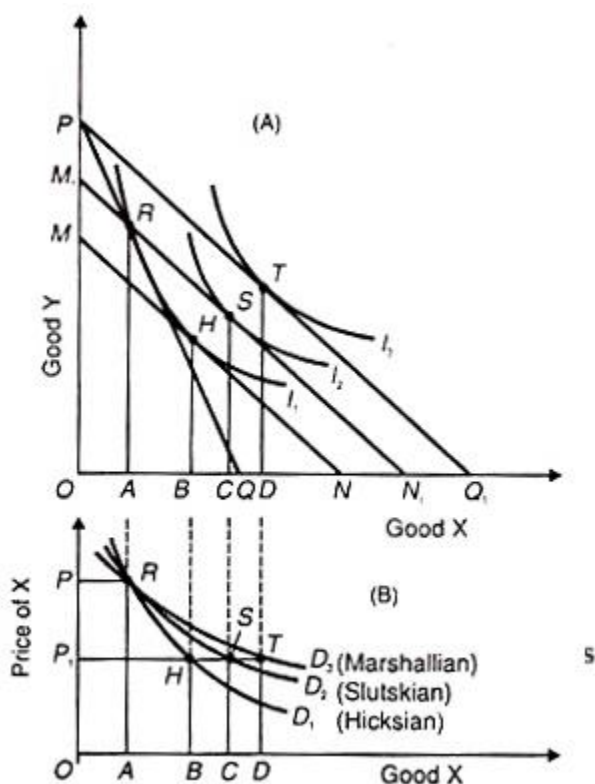 (A)
P
M₁
M
R
T
S
H
I₃
I₂
I₁
Good Y
O A B C Q D N N₁ Q₁
Good X
(B)
P
R
S
T
P₁
H
D₃ (Marshallian)
D₂ (Slutskian)
D₁ (Hicksian)
s
Price of X
O A B C D
Good X